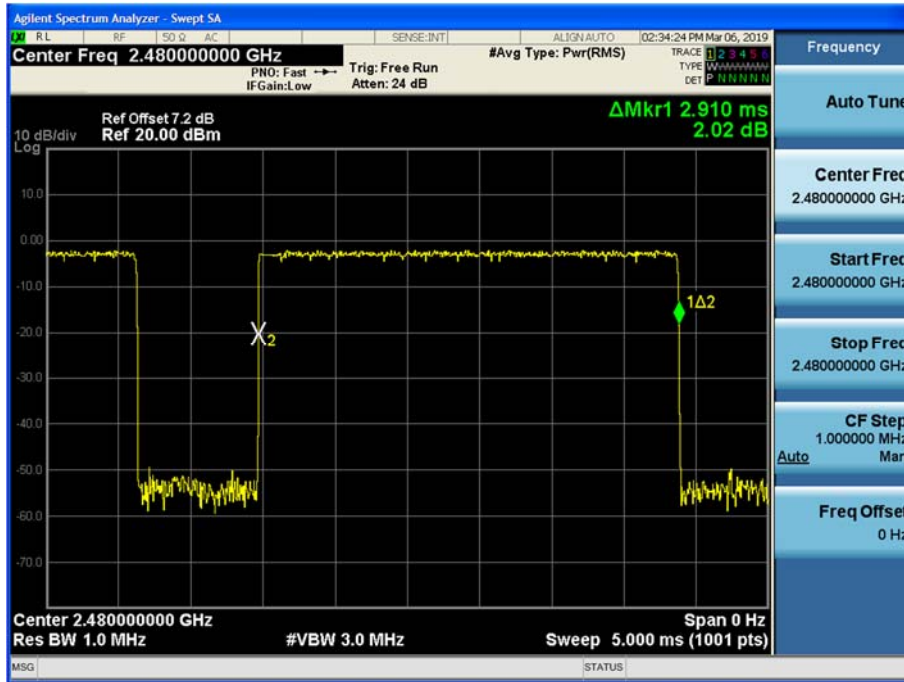 Agilent Spectrum Analyzer - Swept SA
RL RF 50 Ω AC SENSE:INT ALIGN AUTO 02:34:24 PM Mar 06, 2019
Center Freq 2.480000000 GHz
PNO: Fast
IFGain:Low
Trig: Free Run
Atten: 24 dB
#Avg Type: Pwr(RMS)
TRACE 1 2 3 4 5 6
TYPE
DET P N N N N N
ΔMkr1 2.910 ms
2.02 dB
Ref Offset 7.2 dB
10 dB/div Ref 20.00 dBm
Log
10.0
0.00
-10.0
-20.0
-30.0
-40.0
-50.0
-60.0
-70.0
1Δ2
2
Center 2.480000000 GHz Span 0 Hz
Res BW 1.0 MHz #VBW 3.0 MHz Sweep 5.000 ms (1001 pts)
MSG STATUS
Frequency
Auto Tune
Center Freq
2.480000000 GHz
Start Freq
2.480000000 GHz
Stop Freq
2.480000000 GHz
CF Step
1.000000 MHz
Auto Man
Freq Offset
0 Hz